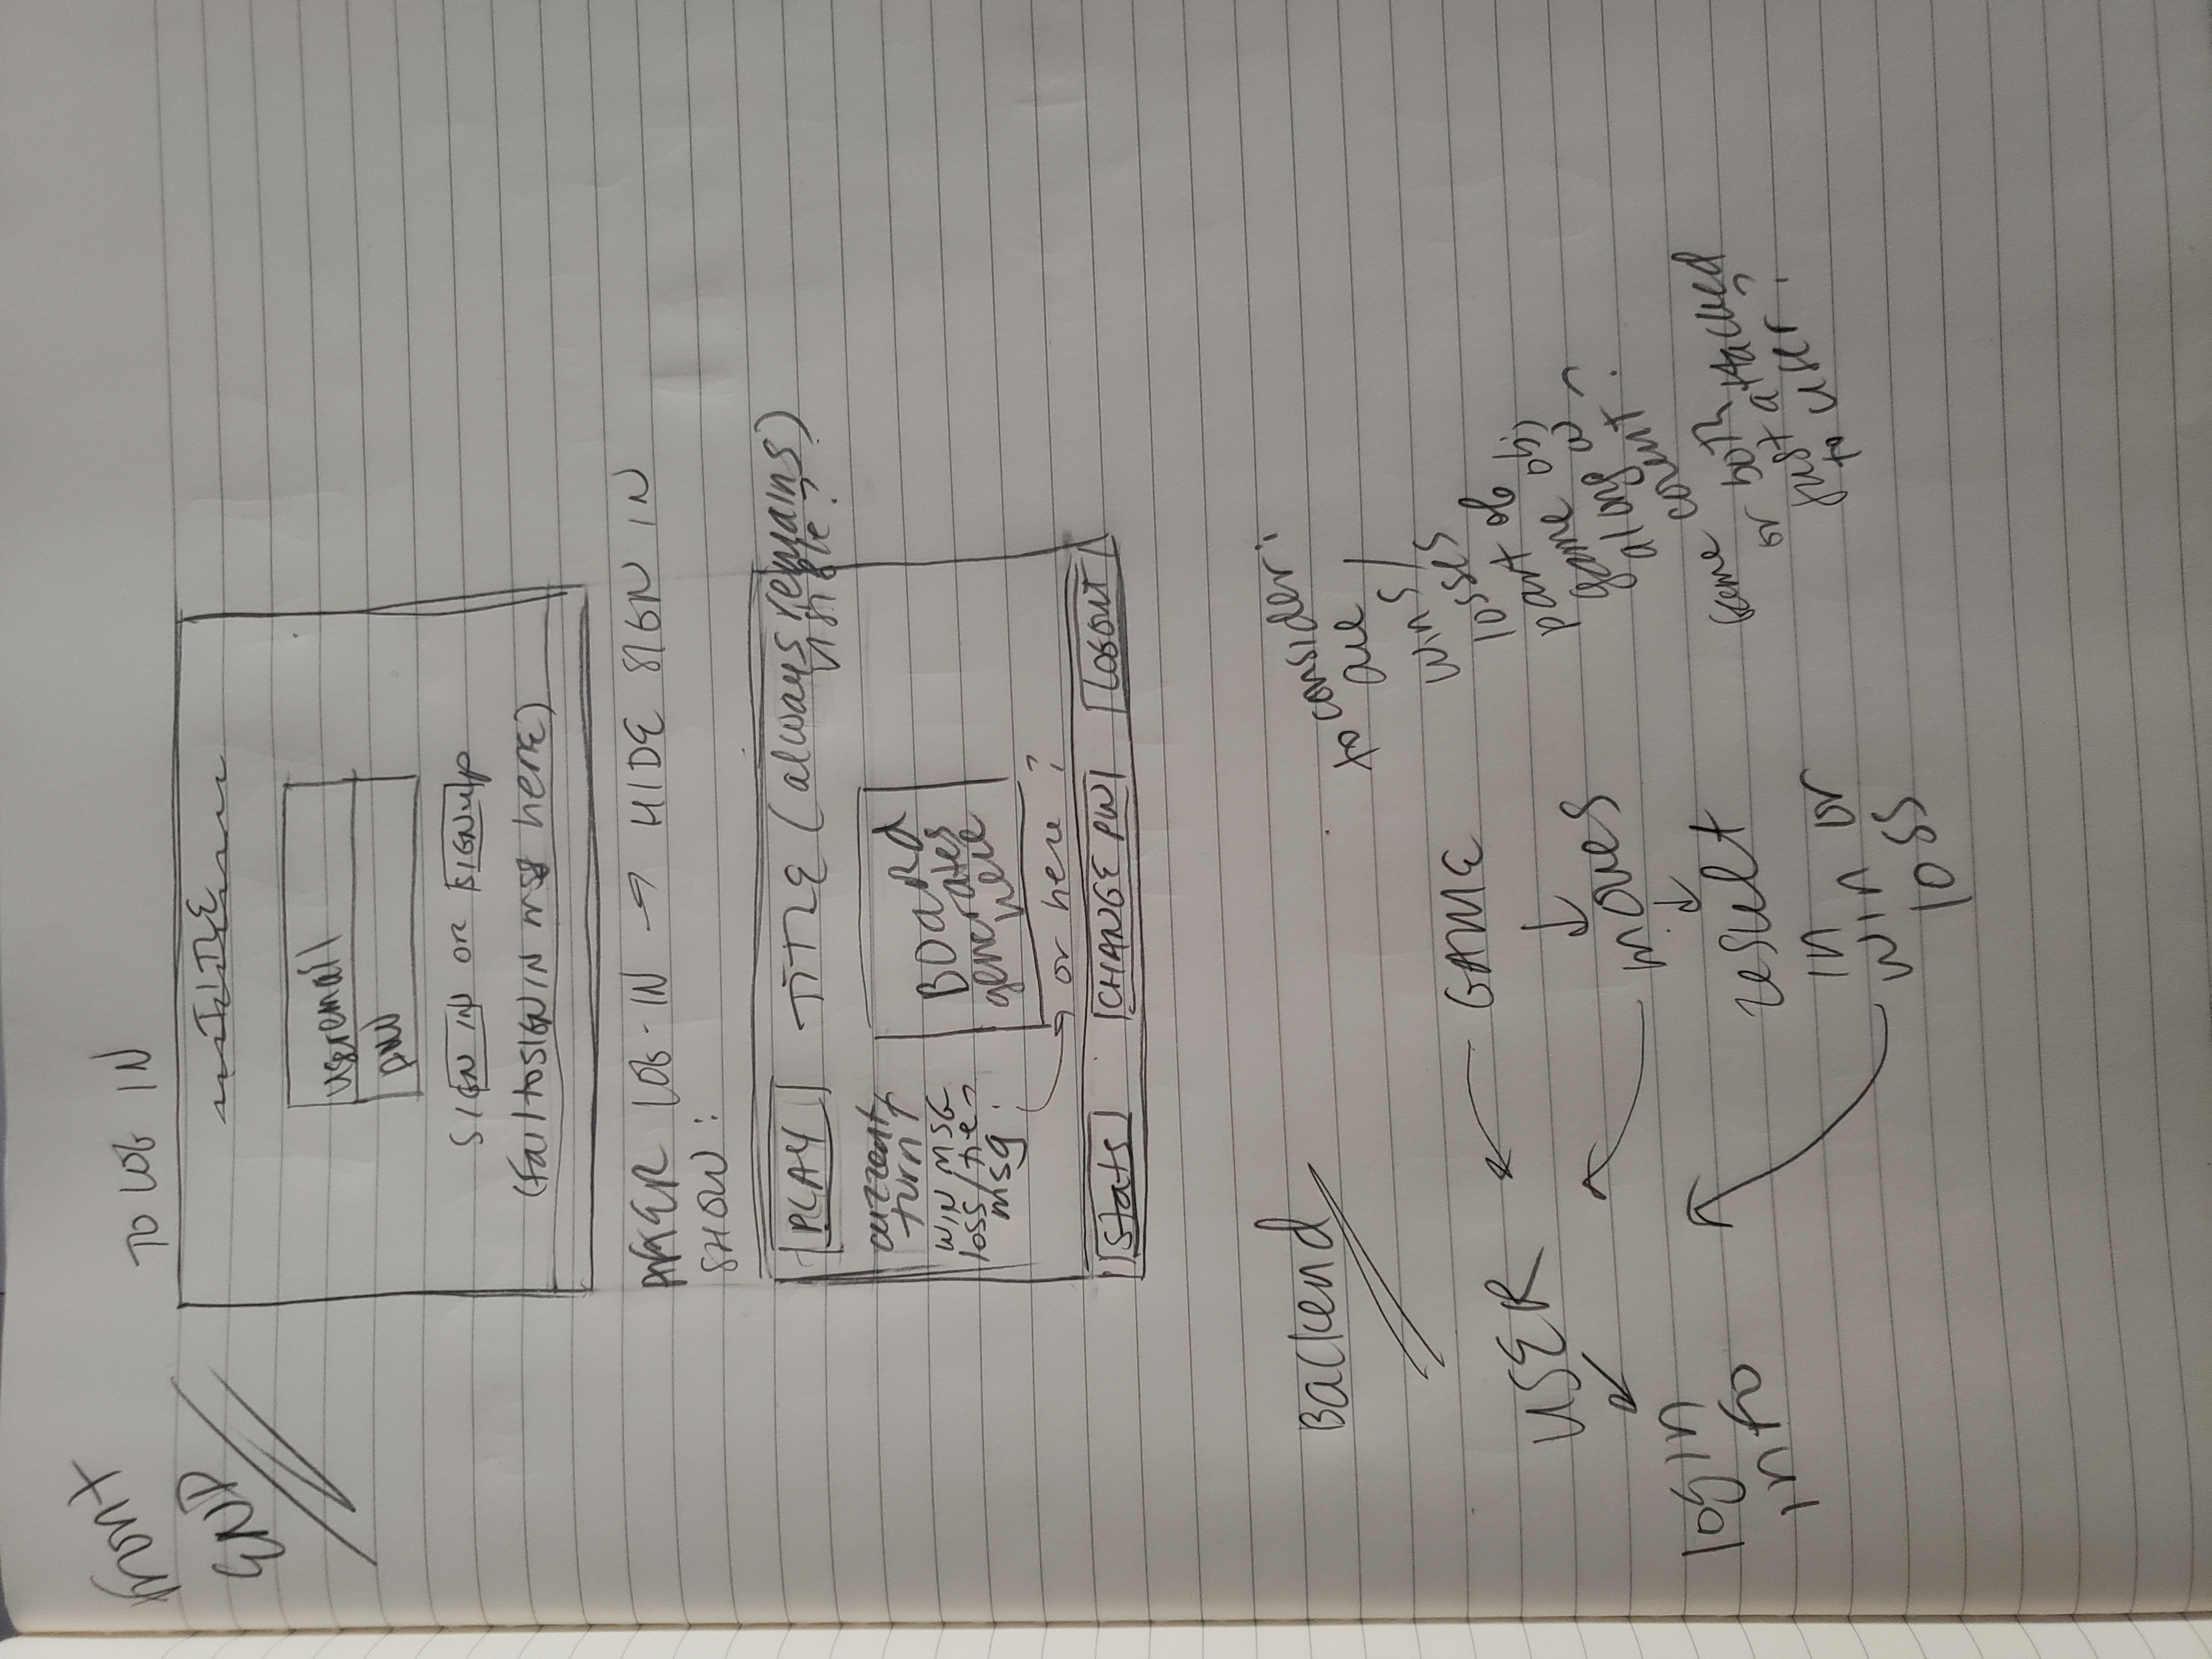 Front
END
TO LOG IN
TITLE
useremail
pw
SIGN IN OR SIGNup
(Fail to SIGN IN msg here)
AFTER LOG-IN → HIDE SIGN IN
SHOW:
PLAY TITLE (always remains
visible?
current
turn?
WIN MSG
loss/tie
msg?
BOARd
generates
here
→ or here?
Stats CHANGE PW LOGOUT
Backend
USER
login
info
GAME
moves
result
in
win or
loss
to consider:
are
wins/
losses
part of
game obj
along w
game count?
or both
just attached
to user?